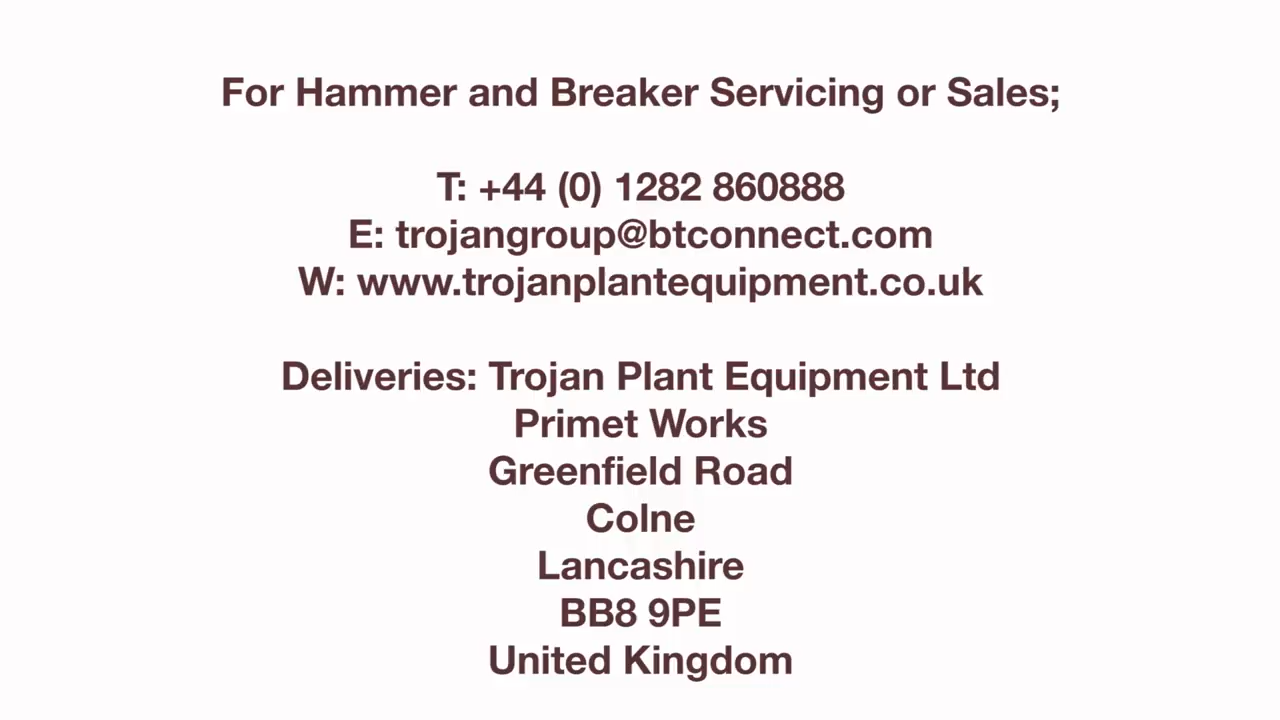 For Hammer and Breaker Servicing or Sales;
T: +44 (0) 1282 860888
E: trojangroup@btconnect.com
W: www.trojanplantequipment.co.uk
Deliveries: Trojan Plant Equipment Ltd
Primet Works
Greenfield Road
Colne
Lancashire
BB8 9PE
United Kingdom